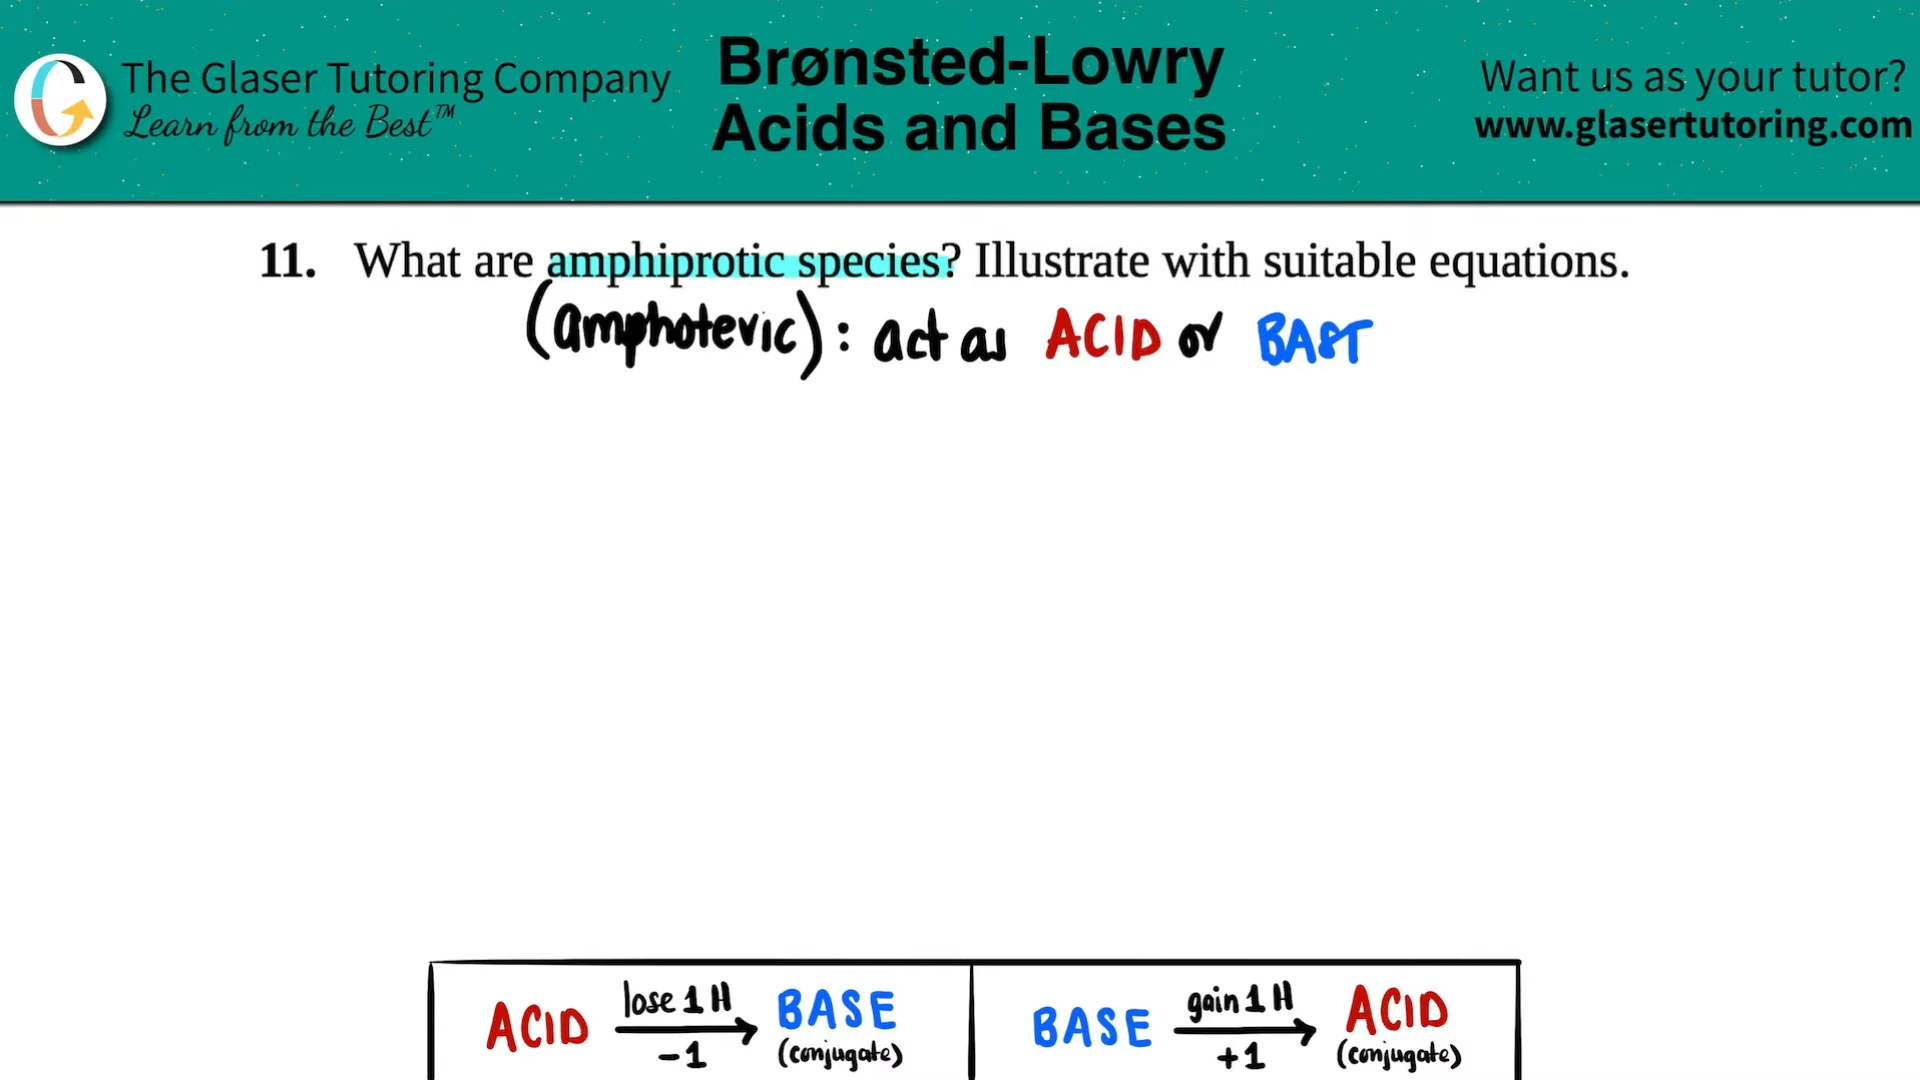 The Glaser Tutoring Company
Learn from the Best™
Brønsted-Lowry
Acids and Bases
Want us as your tutor?
www.glasertutoring.com
11. What are amphiprotic species? Illustrate with suitable equations.
(amphoteric): act as ACID or BASE
ACID lose 1 H -1 BASE (conjugate)
BASE gain 1 H +1 ACID (conjugate)